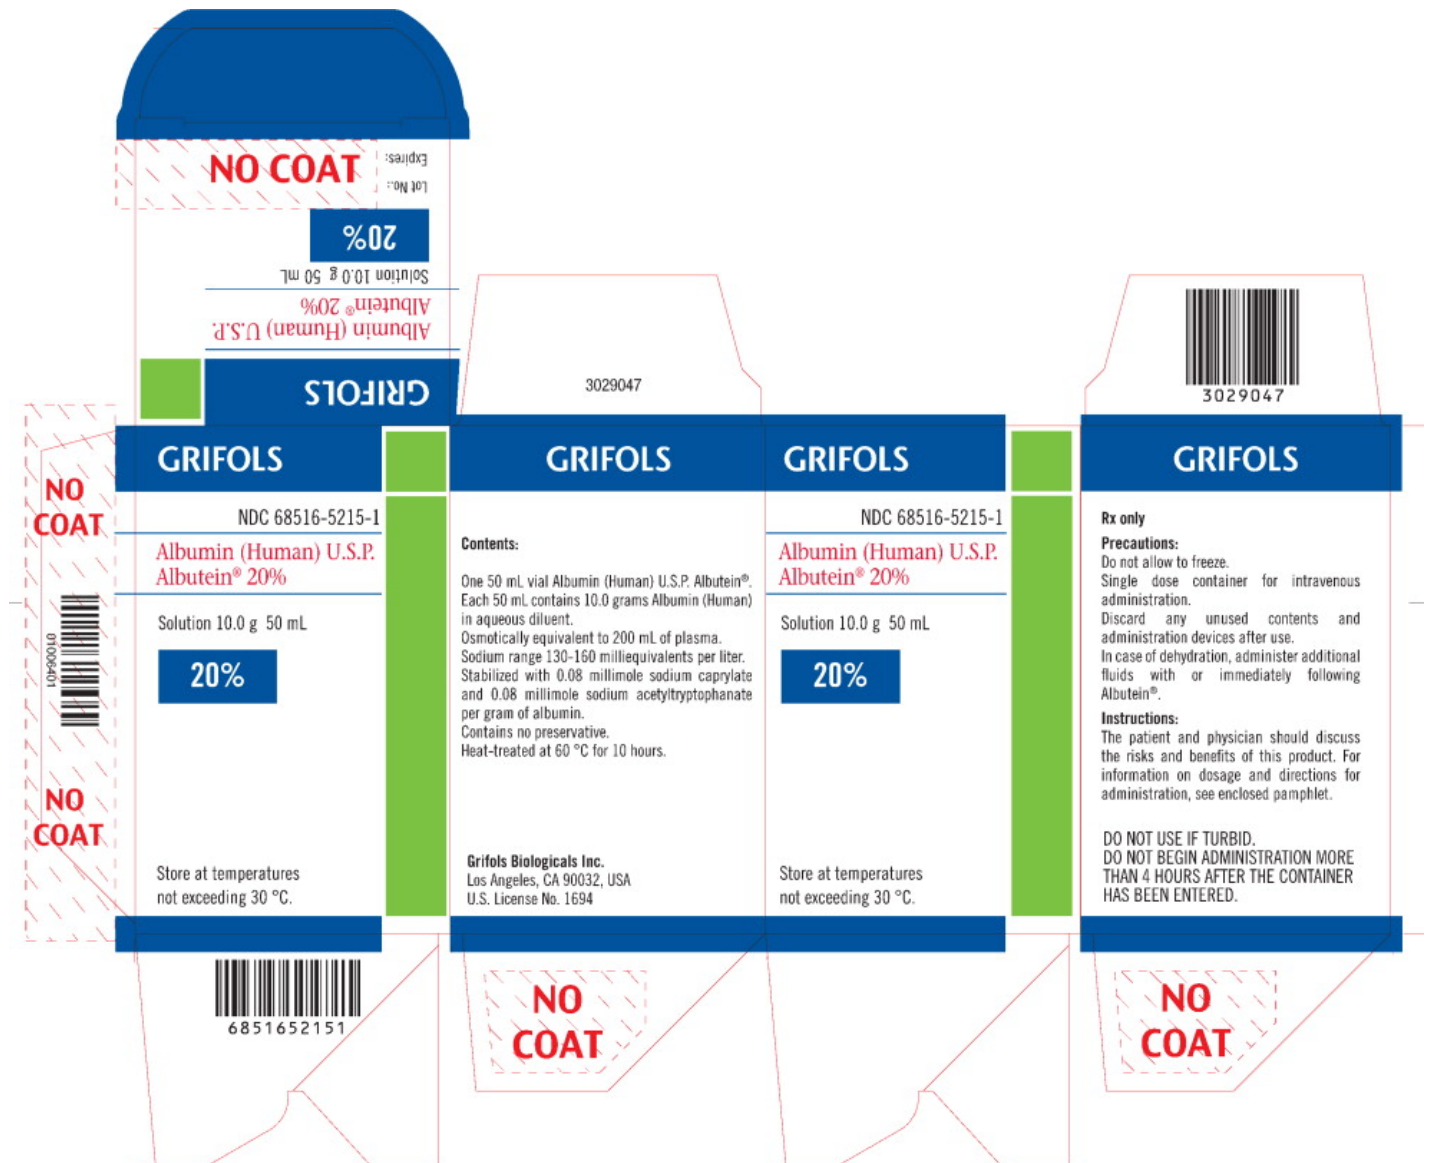 NO COAT
Expires:
Lot No.:
20%
Solution 10.0 g 50 mL
Albutein® 20%
Albumin (Human) U.S.P.
GRIFOLS
3029047
3029047
NO
COAT
01006401
NO
COAT
GRIFOLS
NDC 68516-5215-1
Albumin (Human) U.S.P.
Albutein® 20%
Solution 10.0 g 50 mL
20%
Store at temperatures
not exceeding 30 °C.
6851652151
GRIFOLS
Contents:
One 50 mL vial Albumin (Human) U.S.P. Albutein®.
Each 50 mL contains 10.0 grams Albumin (Human)
in aqueous diluent.
Osmotically equivalent to 200 mL of plasma.
Sodium range 130-160 milliequivalents per liter.
Stabilized with 0.08 millimole sodium caprylate
and 0.08 millimole sodium acetyltryptophanate
per gram of albumin.
Contains no preservative.
Heat-treated at 60 °C for 10 hours.
Grifols Biologicals Inc.
Los Angeles, CA 90032, USA
U.S. License No. 1694
NO
COAT
GRIFOLS
NDC 68516-5215-1
Albumin (Human) U.S.P.
Albutein® 20%
Solution 10.0 g 50 mL
20%
Store at temperatures
not exceeding 30 °C.
GRIFOLS
Rx only
Precautions:
Do not allow to freeze.
Single dose container for intravenous
administration.
Discard any unused contents and
administration devices after use.
In case of dehydration, administer additional
fluids with or immediately following
Albutein®.
Instructions:
The patient and physician should discuss
the risks and benefits of this product. For
information on dosage and directions for
administration, see enclosed pamphlet.
DO NOT USE IF TURBID.
DO NOT BEGIN ADMINISTRATION MORE
THAN 4 HOURS AFTER THE CONTAINER
HAS BEEN ENTERED.
NO
COAT